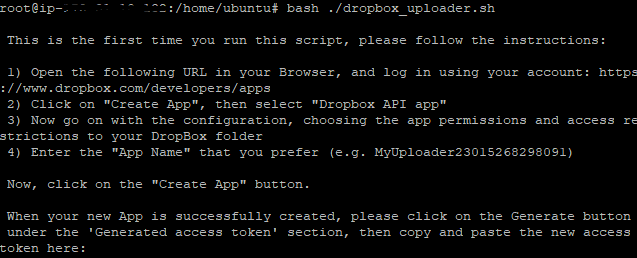 root@ip- :/home/ubuntu# bash ./dropbox_uploader.sh
This is the first time you run this script, please follow the instructions:
1) Open the following URL in your Browser, and log in using your account: https
://www.dropbox.com/developers/apps
2) Click on "Create App", then select "Dropbox API app"
3) Now go on with the configuration, choosing the app permissions and access re
strictions to your DropBox folder
4) Enter the "App Name" that you prefer (e.g. MyUploader23015268298091)
Now, click on the "Create App" button.
When your new App is successfully created, please click on the Generate button
under the 'Generated access token' section, then copy and paste the new access
token here: